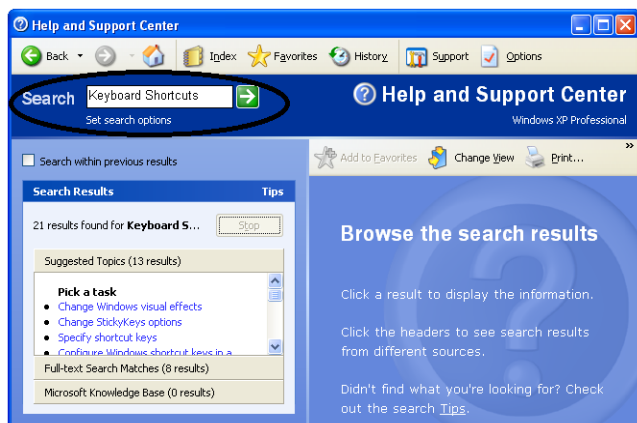 Help and Support Center
Back Index Favorites History Support Options
Search Keyboard Shortcuts
Set search options
Help and Support Center
Windows XP Professional
Search within previous results
Add to Favorites Change View Print... »
Search Results Tips
21 results found for Keyboard S... Stop
Suggested Topics (13 results)
Pick a task
Change Windows visual effects
Change StickyKeys options
Specify shortcut keys
Configure Windows shortcut keys in a
Full-text Search Matches (8 results)
Microsoft Knowledge Base (0 results)
Browse the search results
Click a result to display the information.
Click the headers to see search results
from different sources.
Didn't find what you're looking for? Check
out the search Tips.